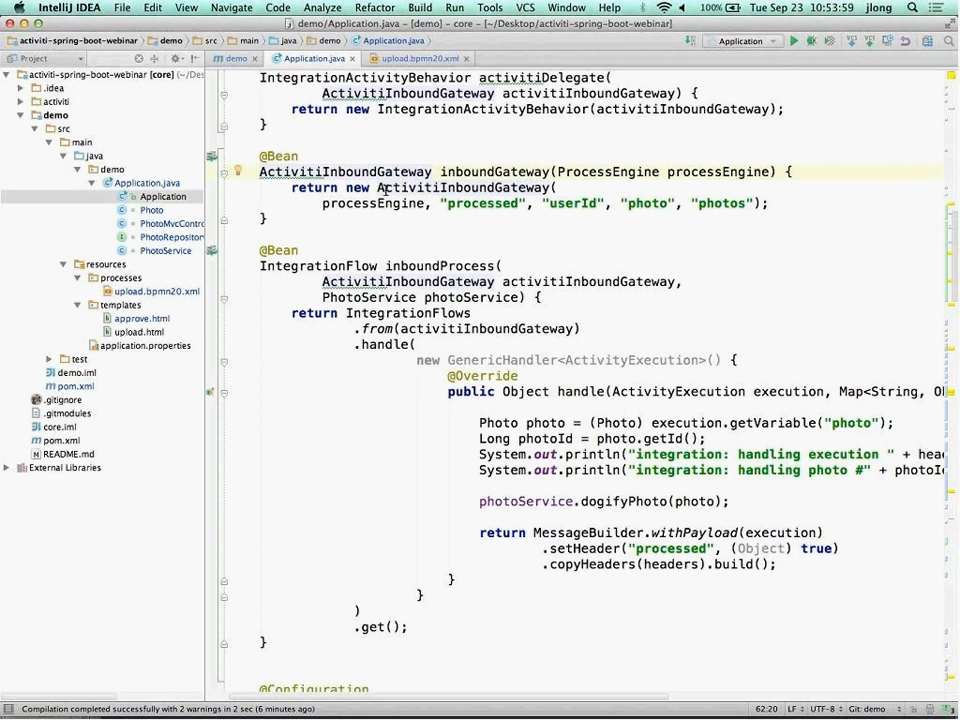 IntelliJ IDEA File Edit View Navigate Code Analyze Refactor Build Run Tools VCS Window Help 100% Tue Sep 23 10:53:59 jlong
demo/Application.java - [demo] - core - [~/Desktop/activiti-spring-boot-webinar]
activiti-spring-boot-webinar demo src main java demo Application.java Application
Project demo Application.java upload.bpmn20.xml
activiti-spring-boot-webinar [core] (~/Des
.idea
activiti
demo
src
main
java
demo
Application.java
Application
Photo
PhotoMvcContro
PhotoRepository
PhotoService
resources
processes
upload.bpmn20.xml
templates
approve.html
upload.html
application.properties
test
demo.iml
pom.xml
.gitignore
.gitmodules
core.iml
pom.xml
README.md
External Libraries
IntegrationActivityBehavior activitiDelegate(
ActivitiInboundGateway activitiInboundGateway) {
return new IntegrationActivityBehavior(activitiInboundGateway);
}
@Bean
ActivitiInboundGateway inboundGateway(ProcessEngine processEngine) {
return new ActivitiInboundGateway(
processEngine, "processed", "userId", "photo", "photos");
}
@Bean
IntegrationFlow inboundProcess(
ActivitiInboundGateway activitiInboundGateway,
PhotoService photoService) {
return IntegrationFlows
.from(activitiInboundGateway)
.handle(
new GenericHandler<ActivityExecution>() {
@Override
public Object handle(ActivityExecution execution, Map<String, Ob
Photo photo = (Photo) execution.getVariable("photo");
Long photoId = photo.getId();
System.out.println("integration: handling execution " + head
System.out.println("integration: handling photo #" + photoId
photoService.dogifyPhoto(photo);
return MessageBuilder.withPayload(execution)
.setHeader("processed", (Object) true)
.copyHeaders(headers).build();
}
}
)
.get();
}
@Configuration
Compilation completed successfully with 2 warnings in 2 sec (6 minutes ago) 62:20 LF UTF-8 Git: demo